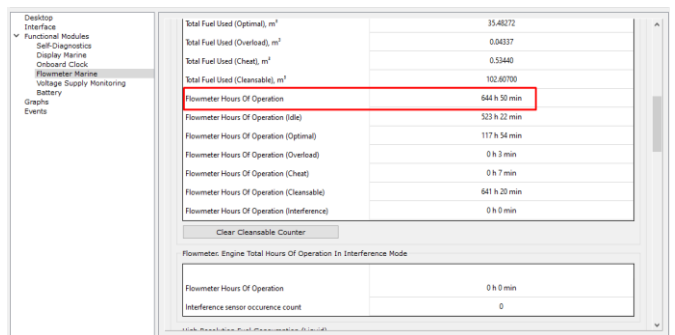 Desktop
Interface
Functional Modules
Self-Diagnostics
Display Marine
Onboard Clock
Flowmeter Marine
Voltage Supply Monitoring
Battery
Graphs
Events
Total Fuel Used (Optimal), m³ 35.48272
Total Fuel Used (Overload), m³ 0.04337
Total Fuel Used (Cheat), m³ 0.53440
Total Fuel Used (Cleansable), m³ 102.60700
Flowmeter Hours Of Operation 644 h 50 min
Flowmeter Hours Of Operation (Idle) 523 h 22 min
Flowmeter Hours Of Operation (Optimal) 117 h 54 min
Flowmeter Hours Of Operation (Overload) 0 h 3 min
Flowmeter Hours Of Operation (Cheat) 0 h 7 min
Flowmeter Hours Of Operation (Cleansable) 641 h 20 min
Flowmeter Hours Of Operation (Interference) 0 h 0 min
Clear Cleansable Counter
Flowmeter. Engine Total Hours Of Operation In Interference Mode
Flowmeter Hours Of Operation 0 h 0 min
Interference sensor occurence count 0
High Resolution Fuel Consumption (Liquid)